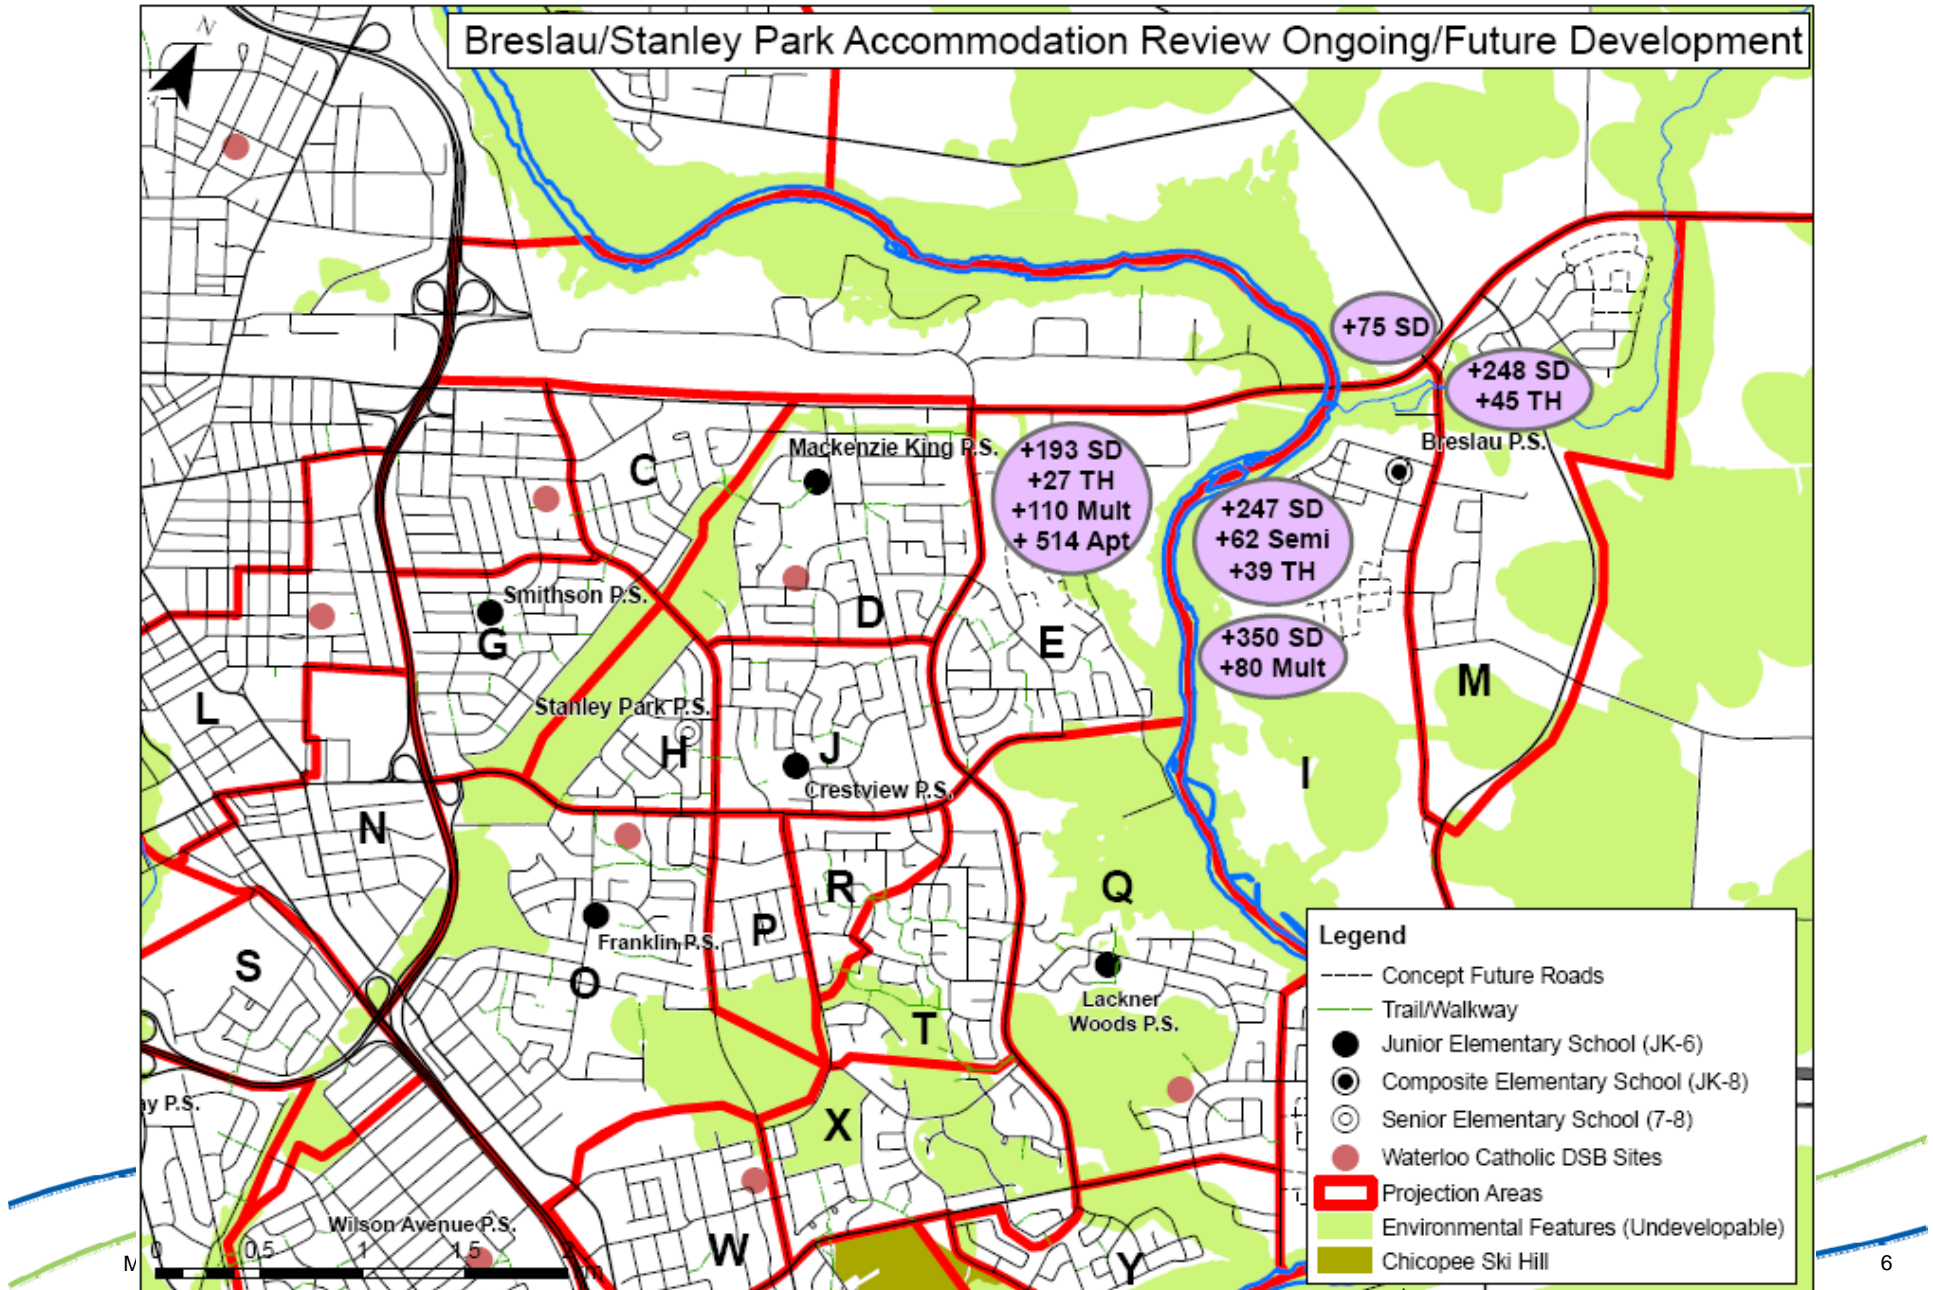 Breslau/Stanley Park Accommodation Review Ongoing/Future Development
N
+75 SD
+248 SD
+45 TH
Breslau P.S.
Mackenzie King P.S.
+193 SD
+27 TH
+110 Mult
+ 514 Apt
C
+247 SD
+62 Semi
+39 TH
Smithson P.S.
D
G
E
+350 SD
+80 Mult
M
L
Stanley Park P.S.
H
J
I
Crestview P.S.
N
R
Q
P
Franklin P.S.
S
O
Lackner
Woods P.S.
T
X
ay P.S.
Wilson Avenue P.S.
W
Y
0 0.5 1 1.5 2
Legend
Concept Future Roads
Trail/Walkway
Junior Elementary School (JK-6)
Composite Elementary School (JK-8)
Senior Elementary School (7-8)
Waterloo Catholic DSB Sites
Projection Areas
Environmental Features (Undevelopable)
Chicopee Ski Hill
M
6